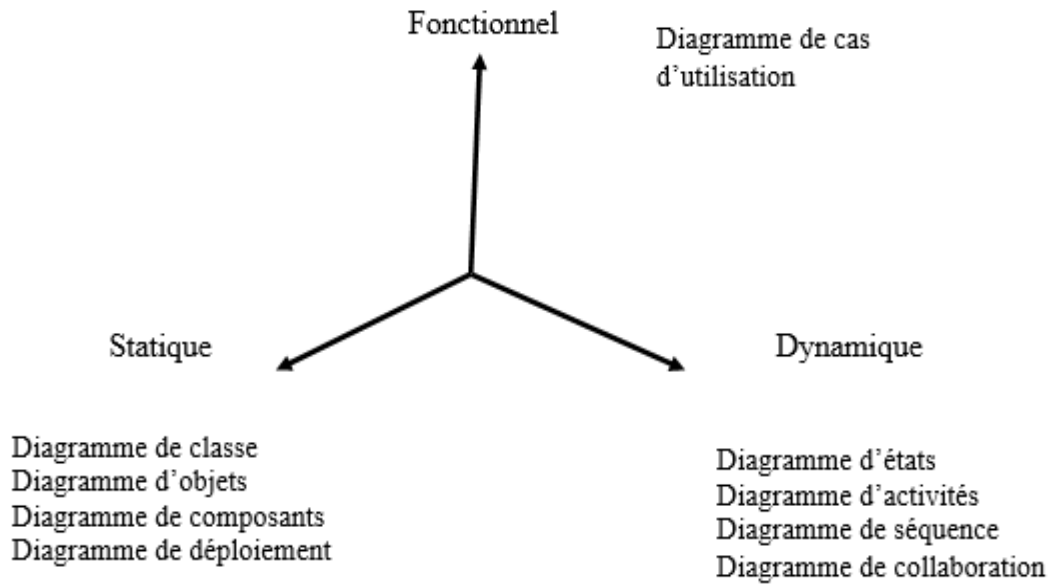 Fonctionnel
Diagramme de cas
d’utilisation
Statique
Dynamique
Diagramme de classe
Diagramme d’objets
Diagramme de composants
Diagramme de déploiement
Diagramme d’états
Diagramme d’activités
Diagramme de séquence
Diagramme de collaboration